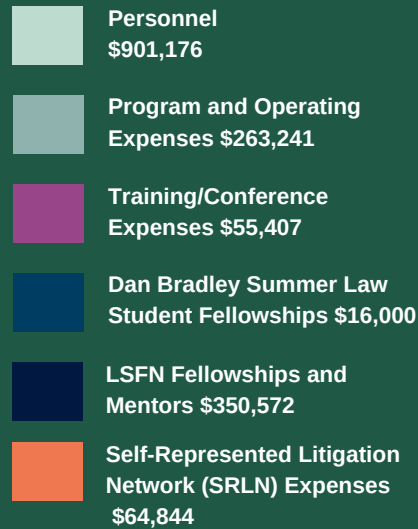 Personnel
$901,176
Program and Operating
Expenses $263,241
Training/Conference
Expenses $55,407
Dan Bradley Summer Law
Student Fellowships $16,000
LSFN Fellowships and
Mentors $350,572
Self-Represented Litigation
Network (SRLN) Expenses
$64,844